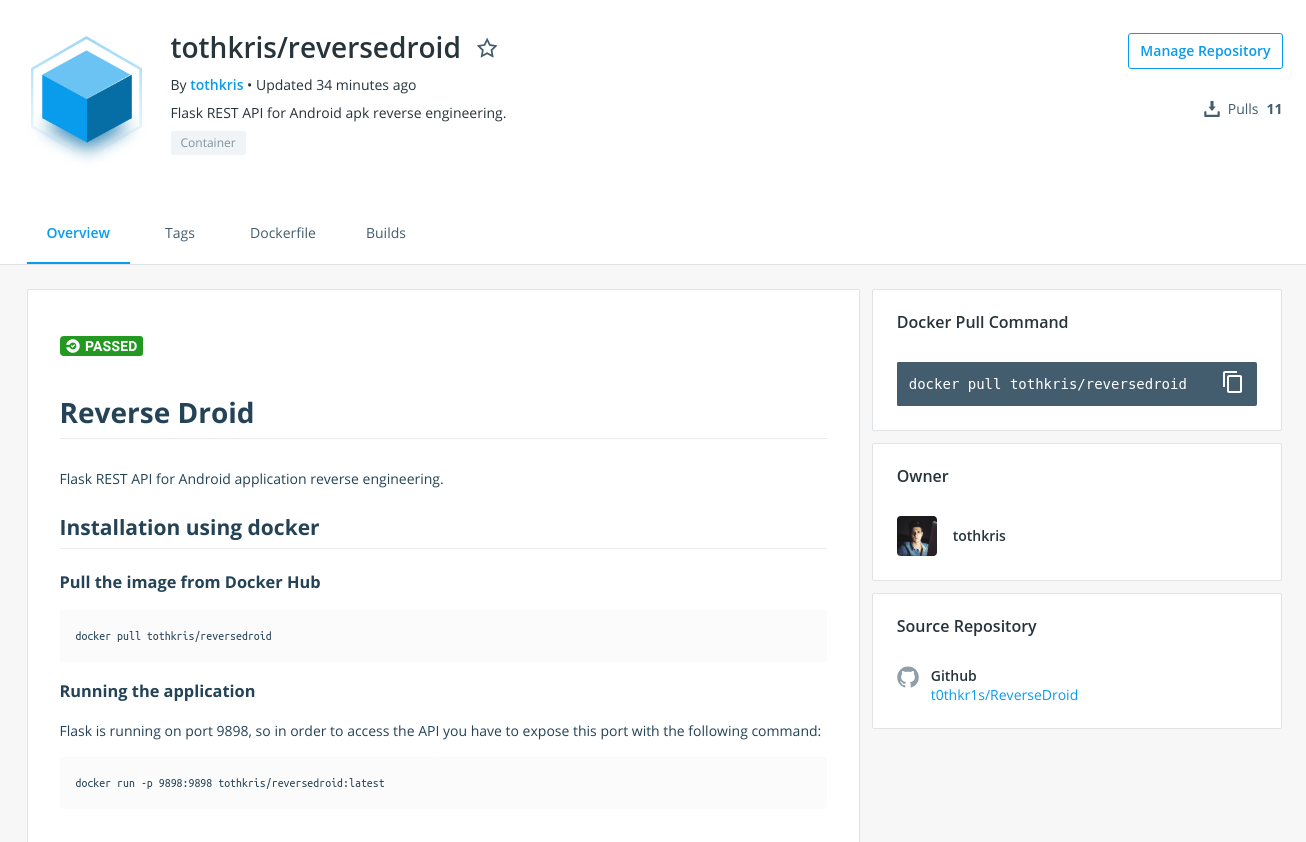 tothkris/reversedroid
Manage Repository
By tothkris • Updated 34 minutes ago
Pulls 11
Flask REST API for Android apk reverse engineering.
Container
Overview
Tags
Dockerfile
Builds
PASSED
Reverse Droid
Flask REST API for Android application reverse engineering.
Installation using docker
Pull the image from Docker Hub
docker pull tothkris/reversedroid
Running the application
Flask is running on port 9898, so in order to access the API you have to expose this port with the following command:
docker run -p 9898:9898 tothkris/reversedroid:latest
Docker Pull Command
docker pull tothkris/reversedroid
Owner
tothkris
Source Repository
Github
t0thkr1s/ReverseDroid